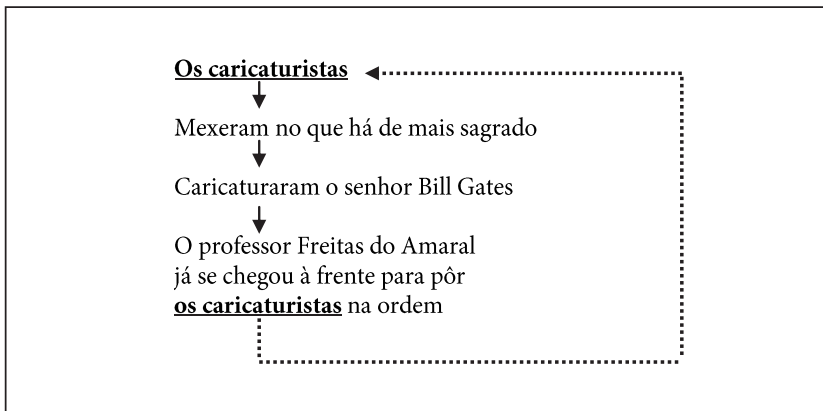 Os caricaturistas
Mexeram no que há de mais sagrado
Caricaturaram o senhor Bill Gates
O professor Freitas do Amaral
já se chegou à frente para pôr
os caricaturistas na ordem